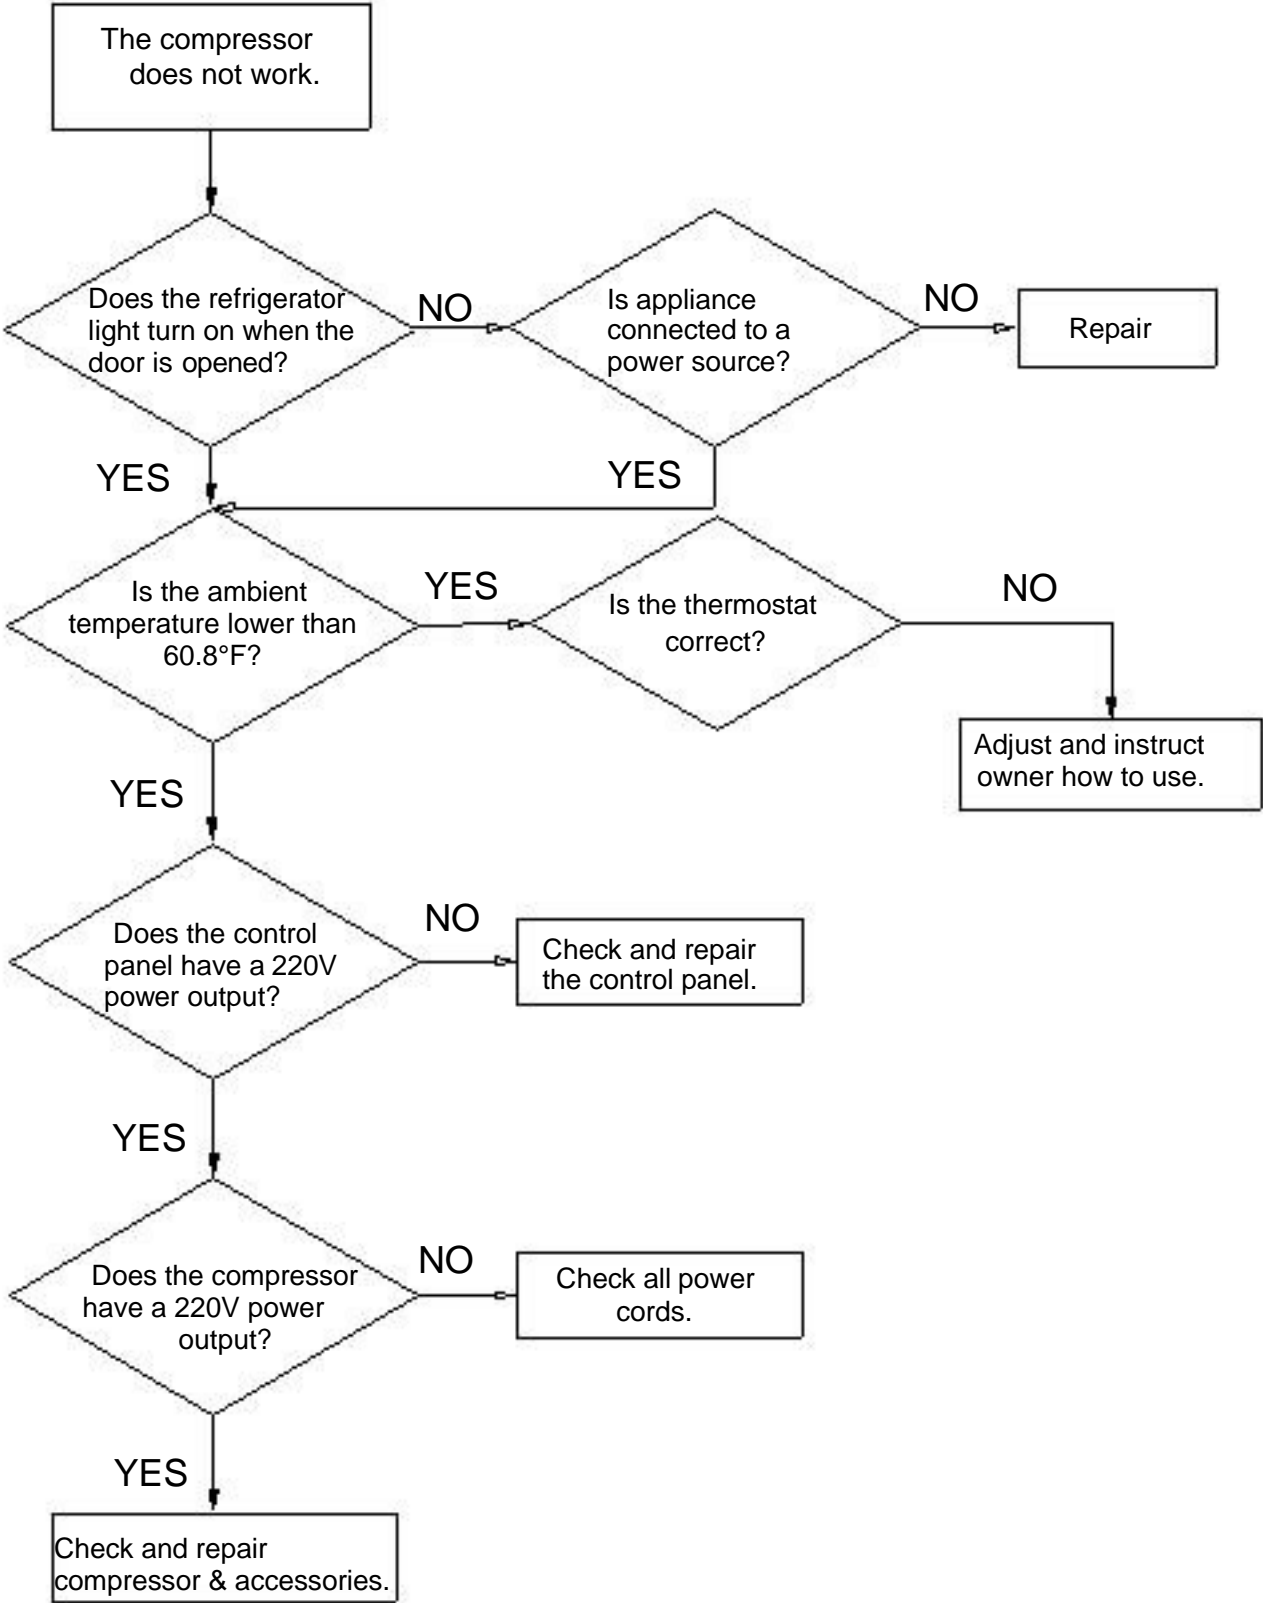 The compressor
does not work.
Does the refrigerator
light turn on when the
door is opened?
NO
Is appliance
connected to a
power source?
NO
Repair
YES
YES
Is the ambient
temperature lower than
60.8°F?
YES
Is the thermostat
correct?
NO
Adjust and instruct
owner how to use.
YES
Does the control
panel have a 220V
power output?
NO
Check and repair
the control panel.
YES
Does the compressor
have a 220V power
output?
NO
Check all power
cords.
YES
Check and repair
compressor & accessories.